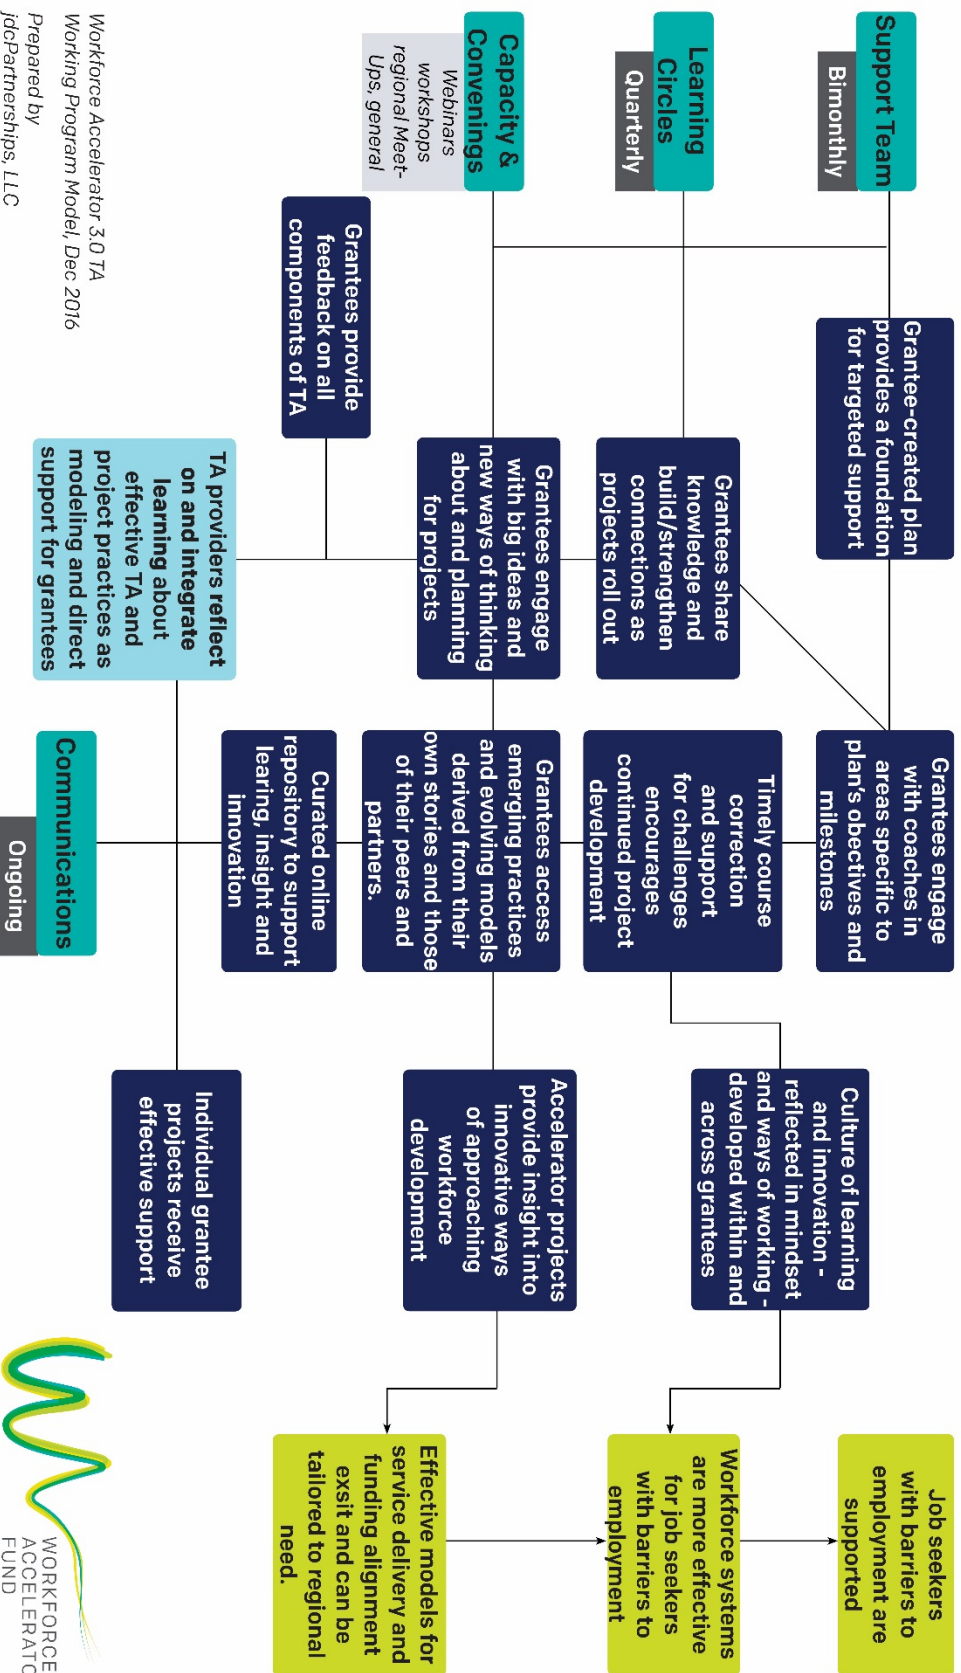 Support Team
Bimonthly
Learning
Circles
Quarterly
Capacity &
Convenings
Webinars
workshops
regional Meet-
Ups, general
Grantee-created plan
provides a foundation
for targeted support
Grantees share
knowledge and
build/strengthen
connections as
projects roll out
Grantees engage
with big ideas and
new ways of thinking
about and planning
for projects
Grantees provide
feedback on all
components of TA
TA providers reflect
on and integrate
learning about
effective TA and
project practices as
modeling and direct
support for grantees
Grantees engage
with coaches in
areas specific to
plan's objectives and
milestones
Timely course
correction
and support
for challenges
encourages
continued project
development
Grantees access
emerging practices
and evolving models
derived from their
own stories and those
of their peers and
partners.
Curated online
repository to support
learing, insight and
innovation
Communications
Ongoing
Culture of learning
and innovation -
reflected in mindset
and ways of working -
developed within and
across grantees
Accelerator projects
provide insight into
innovative ways
of approaching
workforce
development
Individual grantee
projects receive
effective support
Job seekers
with barriers to
employment are
supported
Workforce systems
are more effective
for job seekers
with barriers to
employment
Effective models for
service delivery and
funding alignment
exsit and can be
tailored to regional
need.
Workforce Accelerator 3.0 TA
Working Program Model, Dec 2016
Prepared by
jdcPartnerships, LLC
WORKFORCE
ACCELERATO
FUND